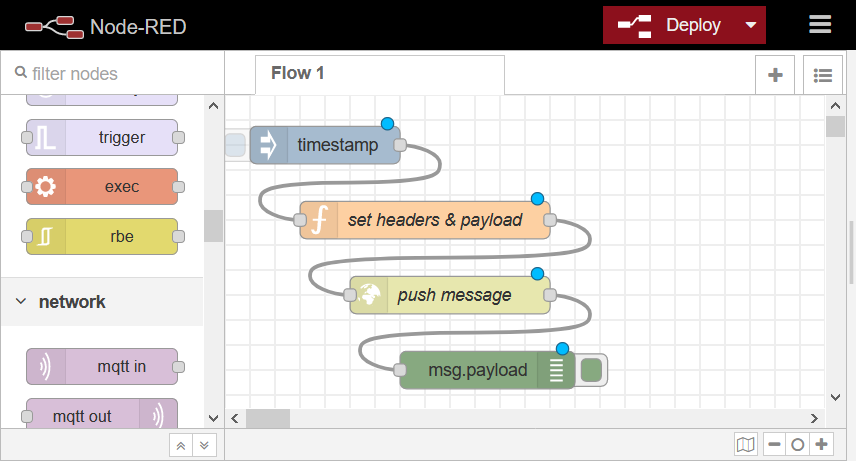 Node-RED
Deploy
filter nodes
Flow 1
trigger
exec
rbe
network
mqtt in
mqtt out
timestamp
set headers & payload
push message
msg.payload